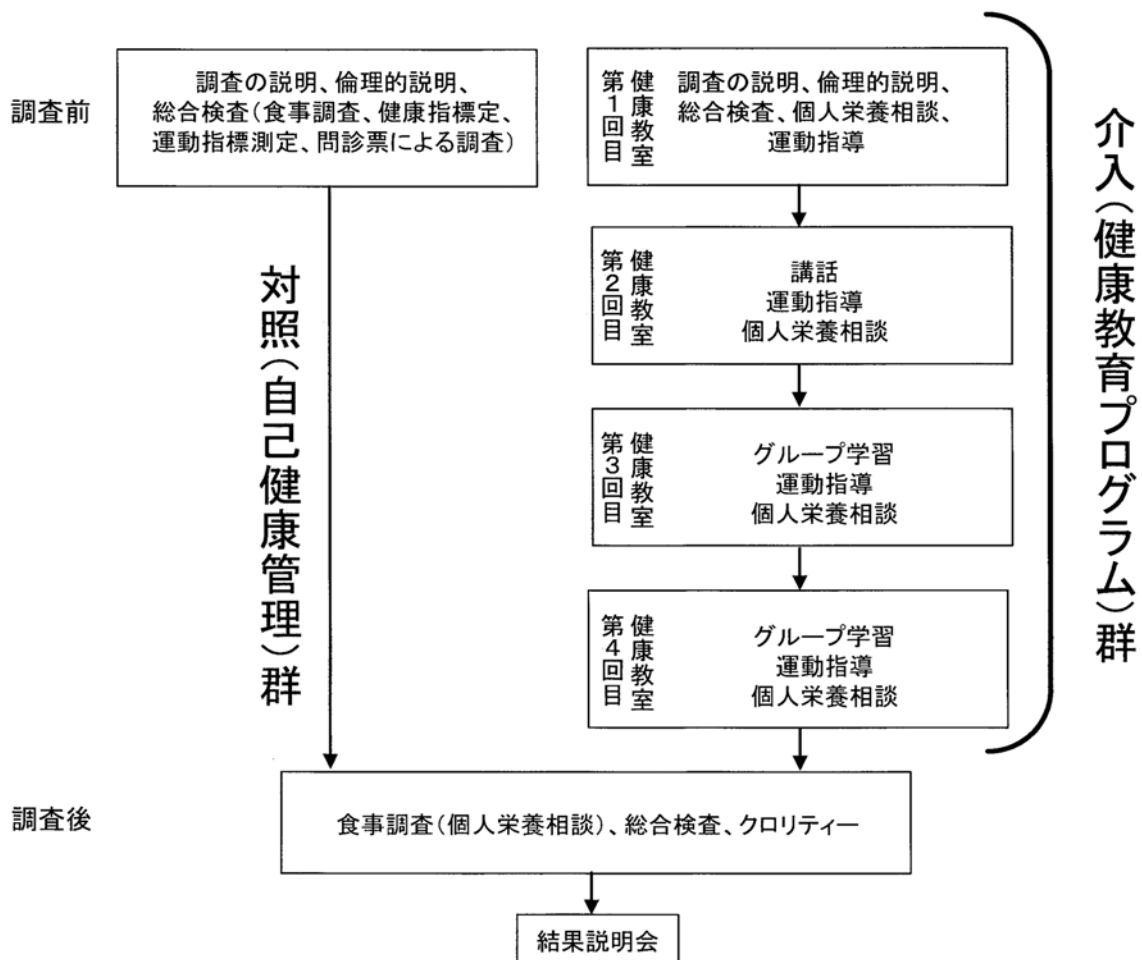 調査前
調査の説明、倫理的説明、
総合検査(食事調査、健康指標定、
運動指標測定、問診票による調査)
対照(自己健康管理)群
健康教室
第1回目
調査の説明、倫理的説明、
総合検査、個人栄養相談、
運動指導
健康教室
第2回目
講話
運動指導
個人栄養相談
健康教室
第3回目
グループ学習
運動指導
個人栄養相談
健康教室
第4回目
グループ学習
運動指導
個人栄養相談
介入(健康教育プログラム)群
調査後
食事調査(個人栄養相談)、総合検査、クロリティー
結果説明会